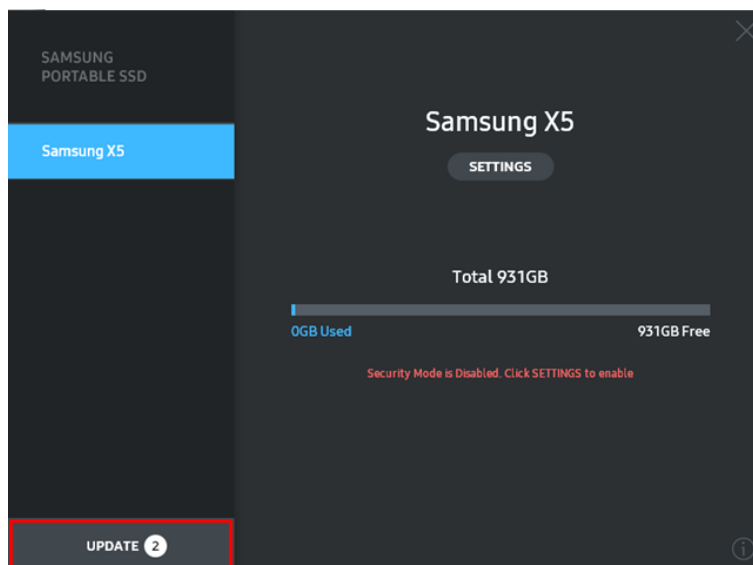 SAMSUNG
PORTABLE SSD
Samsung X5
Samsung X5
SETTINGS
Total 931GB
0GB Used
931GB Free
Security Mode is Disabled. Click SETTINGS to enable
UPDATE 2